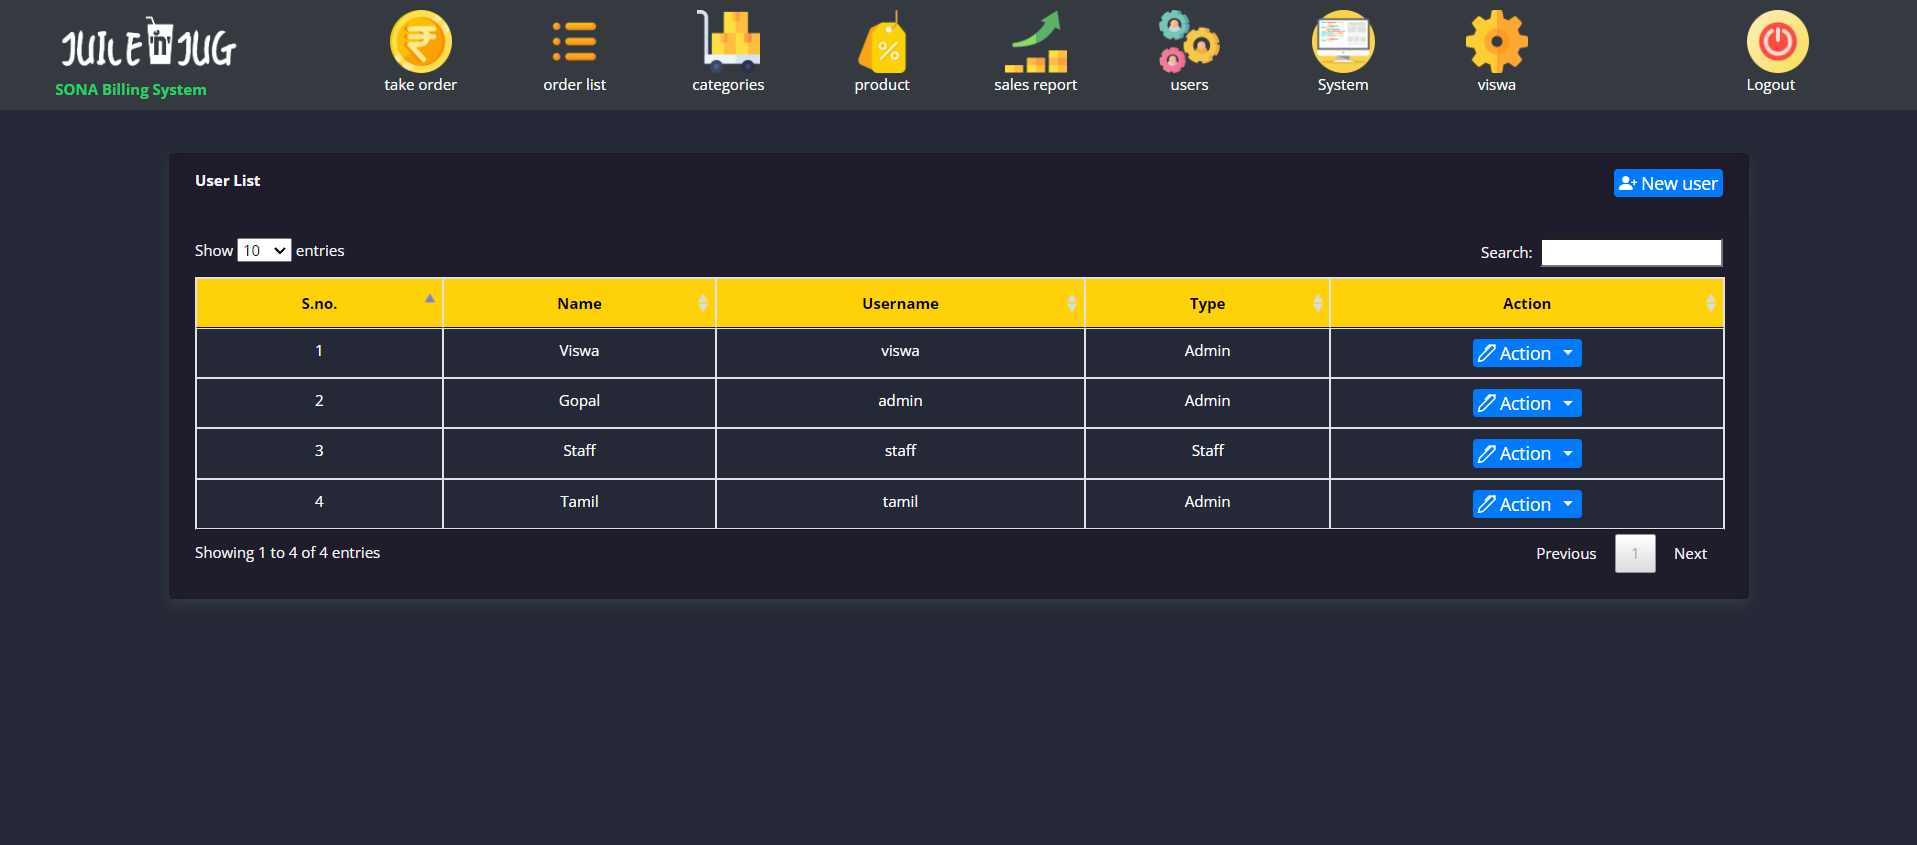 JUICE in JUG
SONA Billing System
take order
order list
categories
product
sales report
users
System
viswa
Logout
User List
New user
Show 10 entries
Search:
S.no. Name Username Type Action
1 Viswa viswa Admin Action
2 Gopal admin Admin Action
3 Staff staff Staff Action
4 Tamil tamil Admin Action
Showing 1 to 4 of 4 entries
Previous 1 Next